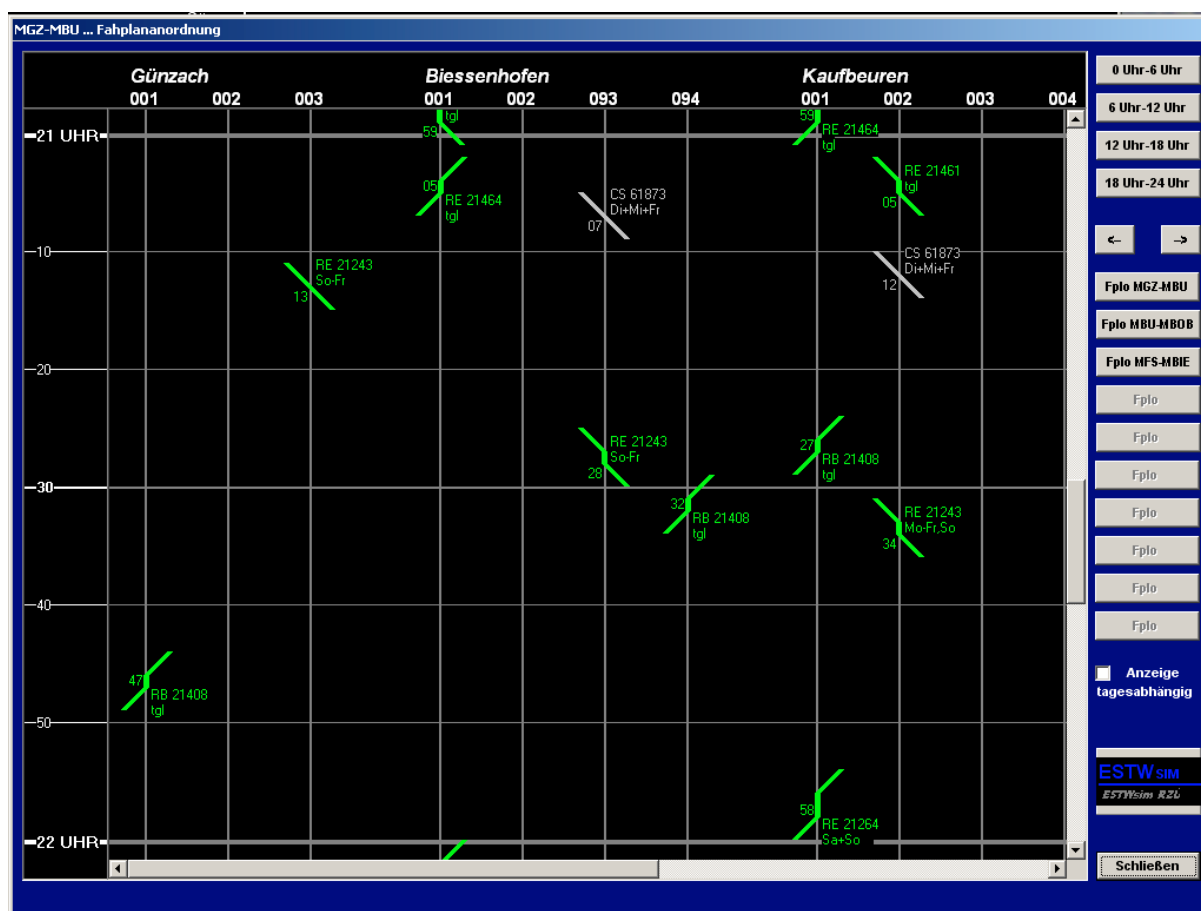 MGZ-MBU ... Fahplananordnung
Günzach Biessenhofen Kaufbeuren
001 002 003 001 002 093 094 001 002 003 004
21 UHR
tgl
59
59
RE 21464
tgl
05
RE 21464
tgl
CS 61873
Di+Mi+Fr
07
RE 21461
tgl
05
10
RE 21243
So-Fr
13
CS 61873
Di+Mi+Fr
12
20
RE 21243
So-Fr
28
27
RB 21408
tgl
30
32
RB 21408
tgl
RE 21243
Mo-Fr,So
34
40
47
RB 21408
tgl
50
58
RE 21264
Sa+So
22 UHR
0 Uhr-6 Uhr
6 Uhr-12 Uhr
12 Uhr-18 Uhr
18 Uhr-24 Uhr
<-- -->
Fplo MGZ-MBU
Fplo MBU-MBOB
Fplo MFS-MBIE
Fplo
Fplo
Fplo
Fplo
Fplo
Fplo
Fplo
Anzeige
tagesabhängig
ESTWSIM
ESTWsim RZÜ
Schließen